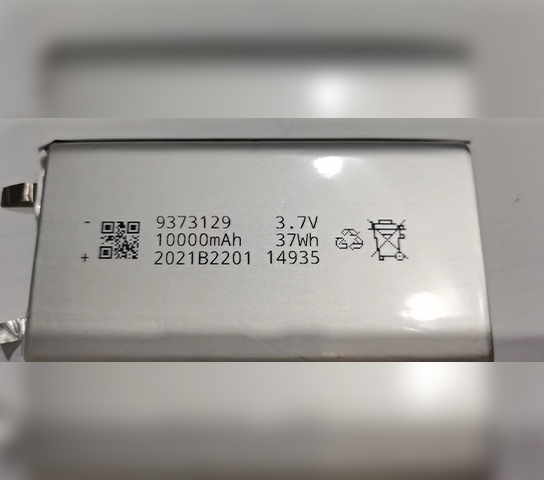 - 9373129 3.7V
10000mAh 37Wh
+ 2021B2201 14935